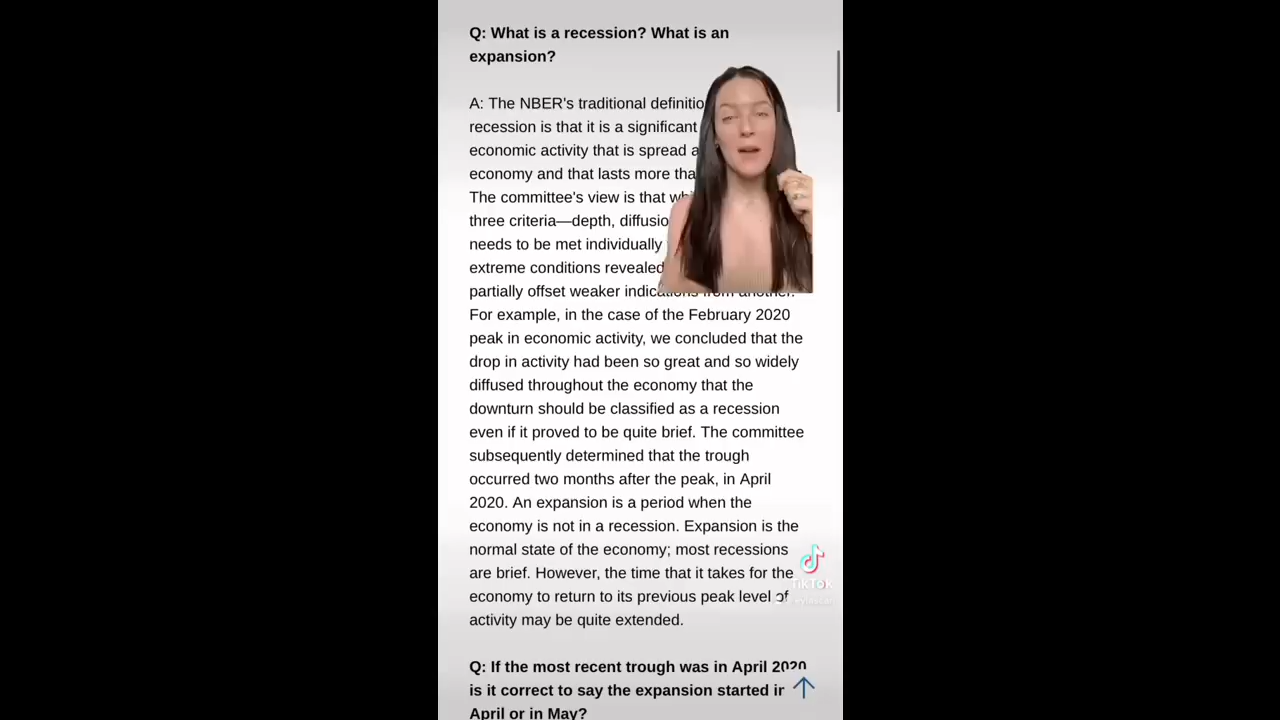 Q: What is a recession? What is an
expansion?
A: The NBER's traditional definitio
recession is that it is a significant
economic activity that is spread a
economy and that lasts more tha
The committee's view is that whi
three criteria—depth, diffusio
needs to be met individually
extreme conditions revealed
partially offset weaker indications from another.
For example, in the case of the February 2020
peak in economic activity, we concluded that the
drop in activity had been so great and so widely
diffused throughout the economy that the
downturn should be classified as a recession
even if it proved to be quite brief. The committee
subsequently determined that the trough
occurred two months after the peak, in April
2020. An expansion is a period when the
economy is not in a recession. Expansion is the
normal state of the economy; most recessions
are brief. However, the time that it takes for the
economy to return to its previous peak level of
activity may be quite extended.
TikTok
Q: If the most recent trough was in April 2020
is it correct to say the expansion started in
April or in May?